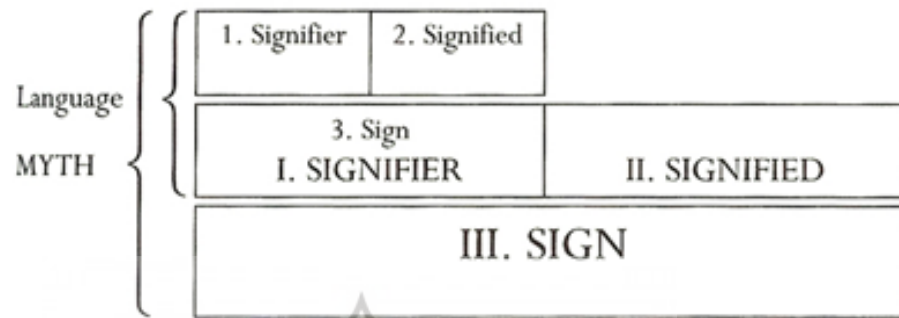 1. Signifier
2. Signified
Language
3. Sign
MYTH
I. SIGNIFIER
II. SIGNIFIED
III. SIGN